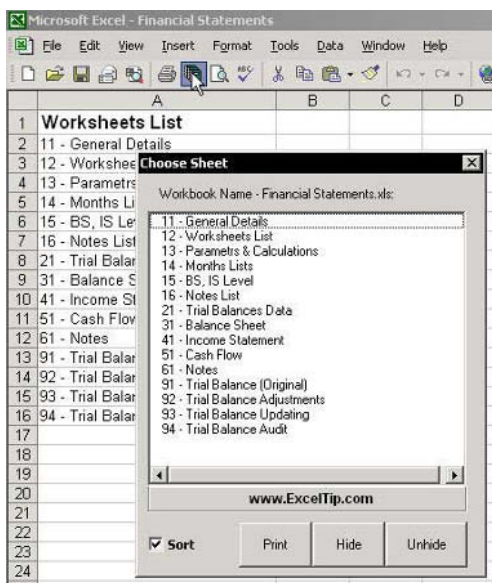 Microsoft Excel - Financial Statements
File Edit View Insert Format Tools Data Window Help
A B C D
1 Worksheets List
2 11 - General Details
3 12 - Workshee
4 13 - Parametrs
5 14 - Months Li
6 15 - BS, IS Le
7 16 - Notes List
8 21 - Trial Balar
9 31 - Balance S
10 41 - Income St
11 51 - Cash Flow
12 61 - Notes
13 91 - Trial Balar
14 92 - Trial Balar
15 93 - Trial Balar
16 94 - Trial Balar
17
18
19
20
21
22
23
24
Choose Sheet
Workbook Name - Financial Statements.xls:
11 - General Details
12 - Worksheets List
13 - Parametrs & Calculations
14 - Months Lists
15 - BS, IS Level
16 - Notes List
21 - Trial Balances Data
31 - Balance Sheet
41 - Income Statement
51 - Cash Flow
61 - Notes
91 - Trial Balance (Original)
92 - Trial Balance Adjustments
93 - Trial Balance Updating
94 - Trial Balance Audit
www.ExcelTip.com
Sort Print Hide Unhide